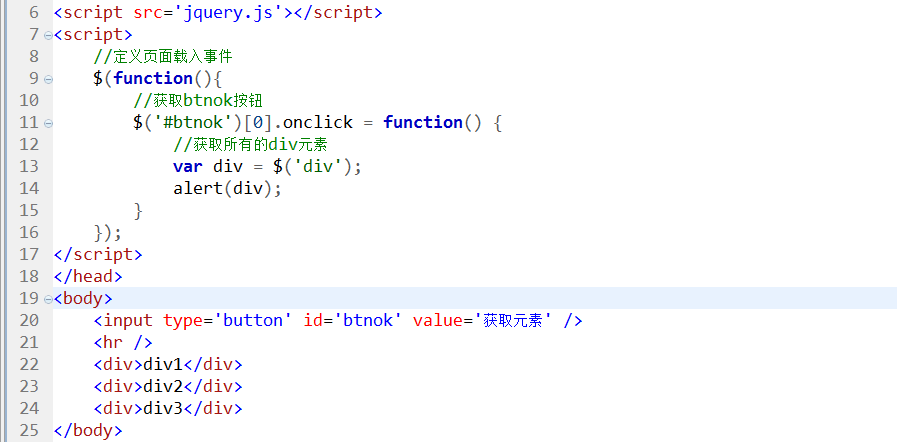 6 <script src='jquery.js'></script>
7 <script>
8     //定义页面载入事件
9     $(function(){
10         //获取btnok按钮
11         $('#btnok')[0].onclick = function() {
12             //获取所有的div元素
13             var div = $('div');
14             alert(div);
15         }
16     });
17 </script>
18 </head>
19 <body>
20     <input type='button' id='btnok' value='获取元素' />
21     <hr />
22     <div>div1</div>
23     <div>div2</div>
24     <div>div3</div>
25 </body>